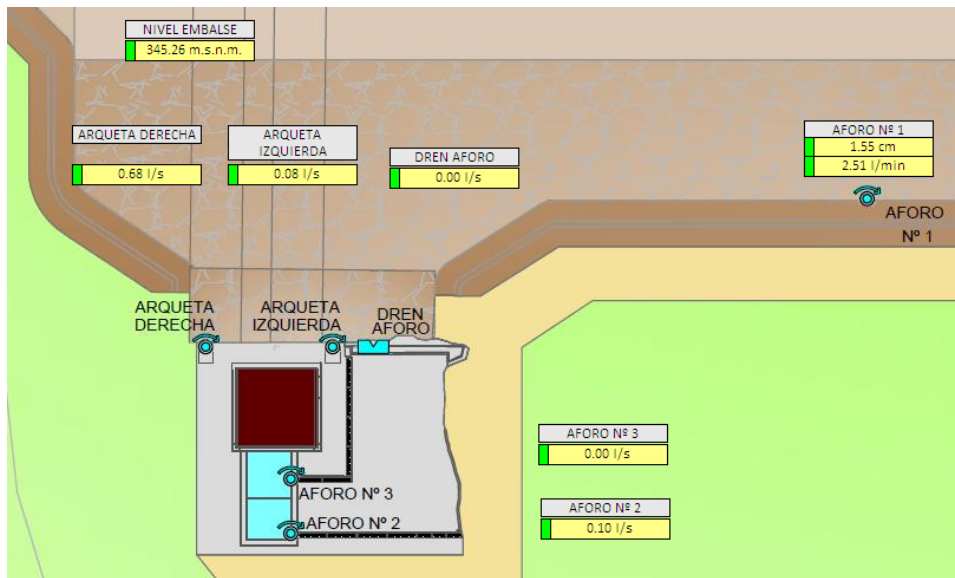 NIVEL EMBALSE
345.26 m.s.n.m.
ARQUETA DERECHA
0.68 l/s
ARQUETA
IZQUIERDA
0.08 l/s
DREN AFORO
0.00 l/s
AFORO Nº 1
1.55 cm
2.51 l/min
AFORO
Nº 1
ARQUETA
DERECHA
ARQUETA
IZQUIERDA
DREN
AFORO
AFORO Nº 3
0.00 l/s
AFORO Nº 3
AFORO Nº 2
0.10 l/s
AFORO Nº 2